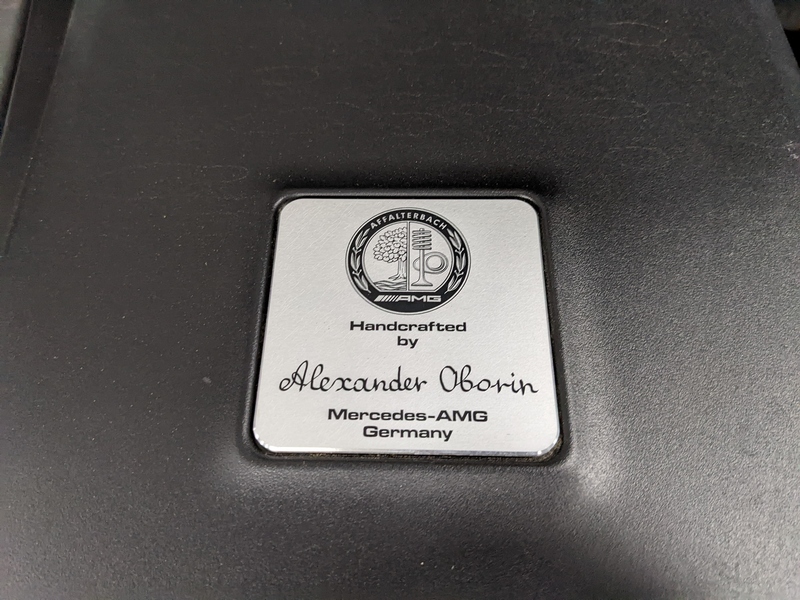 AFFALTERBACH
AMG
Handcrafted
by
Alexander Oborin
Mercedes-AMG
Germany